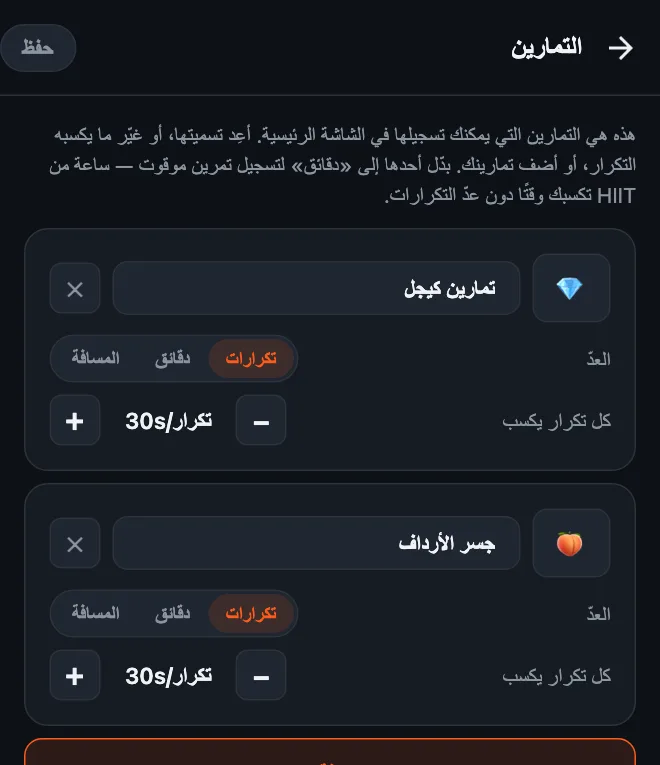 التمارين
حفظ
هذه هي التمارين التي يمكنك تسجيلها في الشاشة الرئيسية. أعِد تسميتها، أو غيّر ما يكسبه
التكرار، أو أضف تمارينك. بدّل أحدها إلى «دقائق» لتسجيل تمرين موقوت — ساعة من
HIIT تكسبك وقتًا دون عدّ التكرارات.
تمارين كيجل
العدّ
تكرارات دقائق المسافة
كل تكرار يكسب
30s/تكرار
جسر الأرداف
العدّ
تكرارات دقائق المسافة
كل تكرار يكسب
30s/تكرار